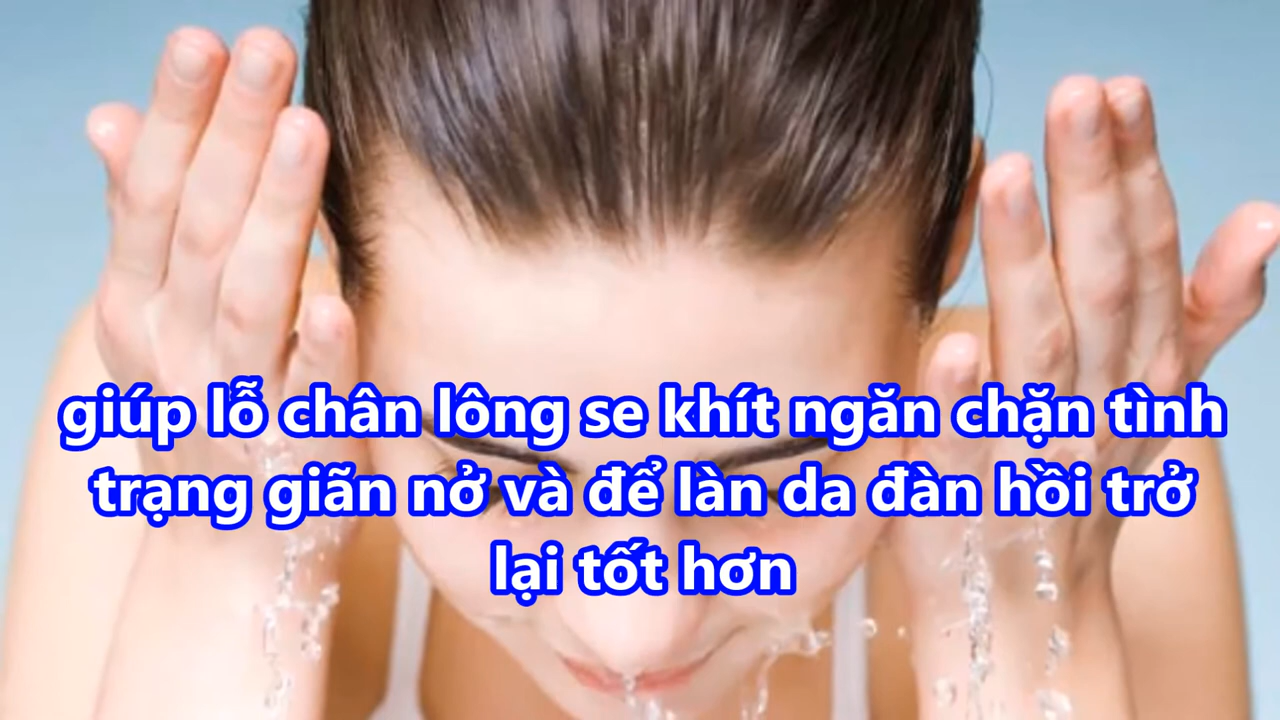 giúp lỗ chân lông se khít ngăn chặn tình
trạng giãn nở và để làn da đàn hồi trở
lại tốt hơn